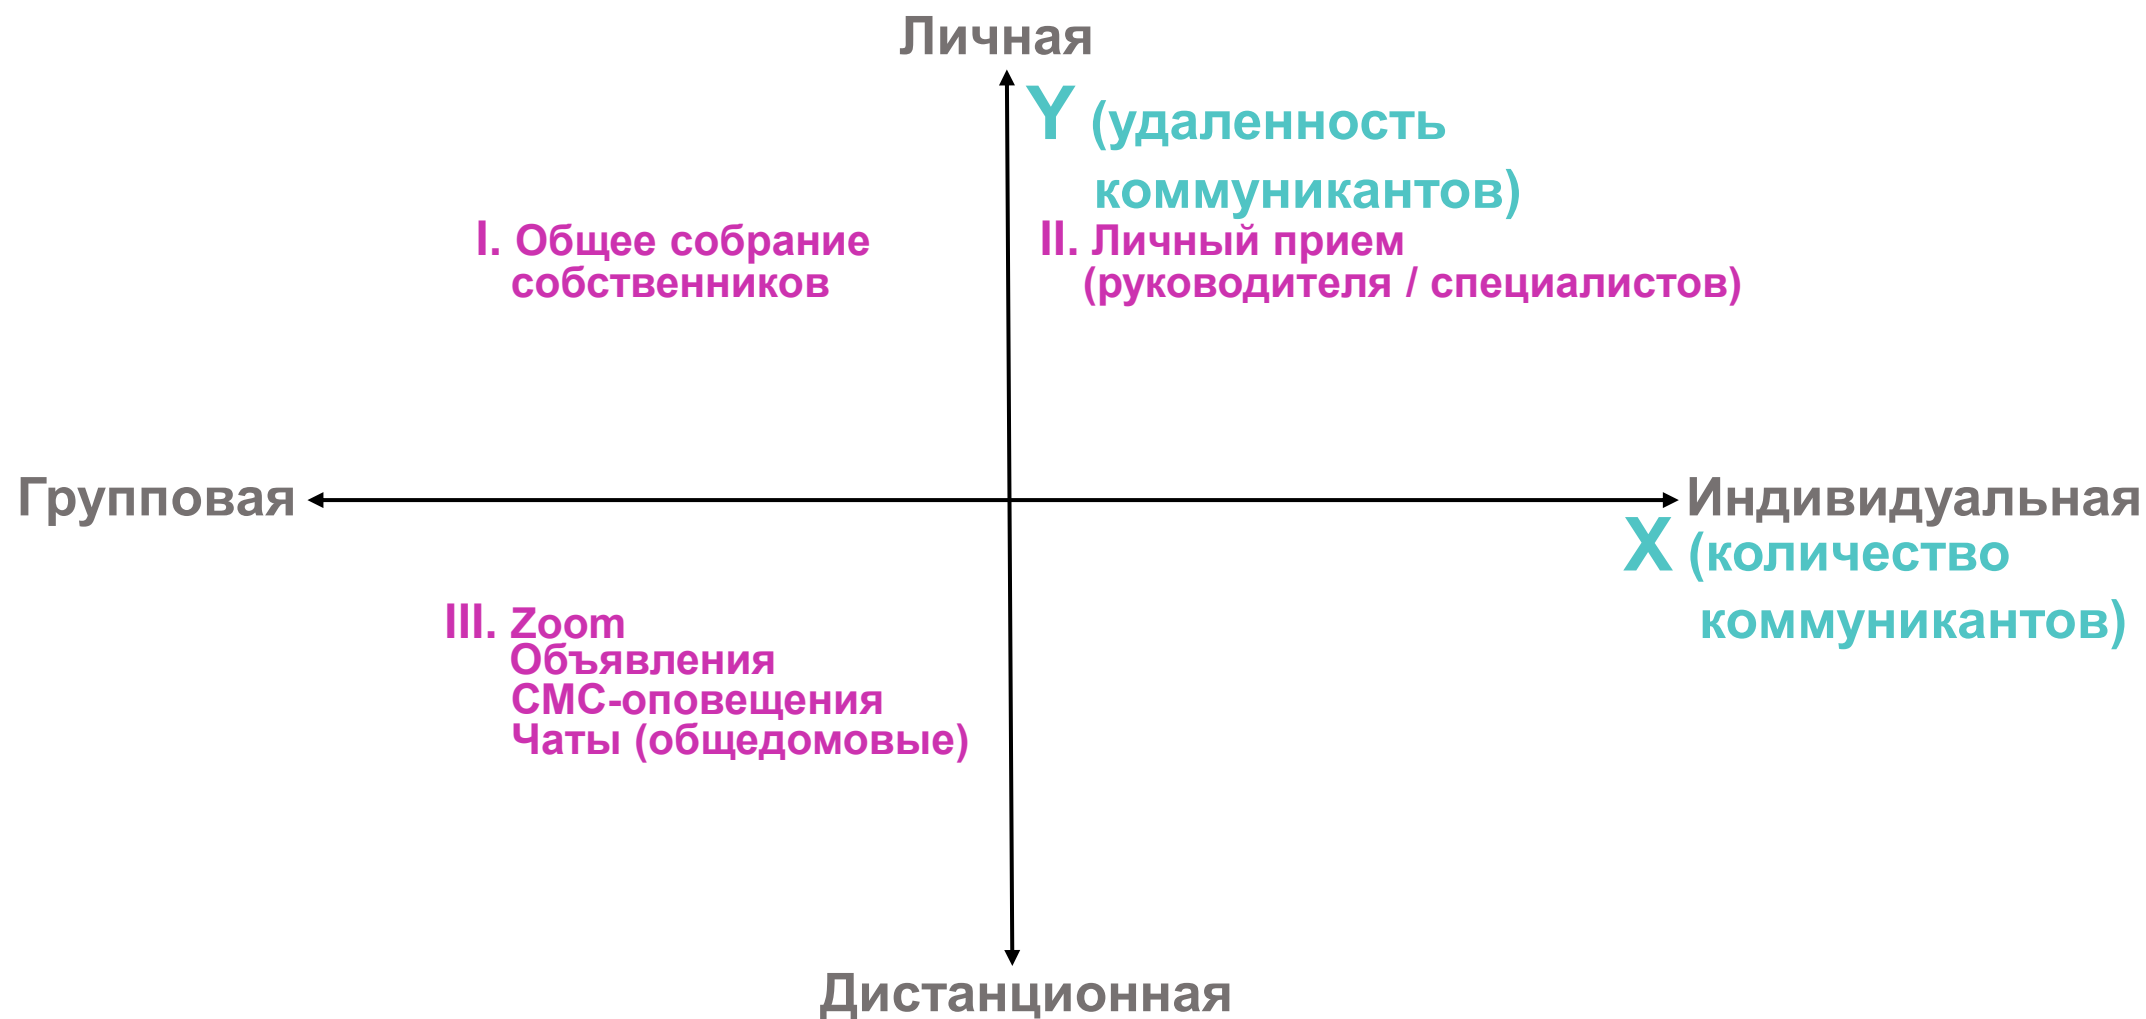 Личная
Y (удаленность
коммуникантов)
I. Общее собрание
собственников
II. Личный прием
(руководителя / специалистов)
Групповая
Индивидуальная
X (количество
коммуникантов)
III. Zoom
Объявления
СМС-оповещения
Чаты (общедомовые)
Дистанционная